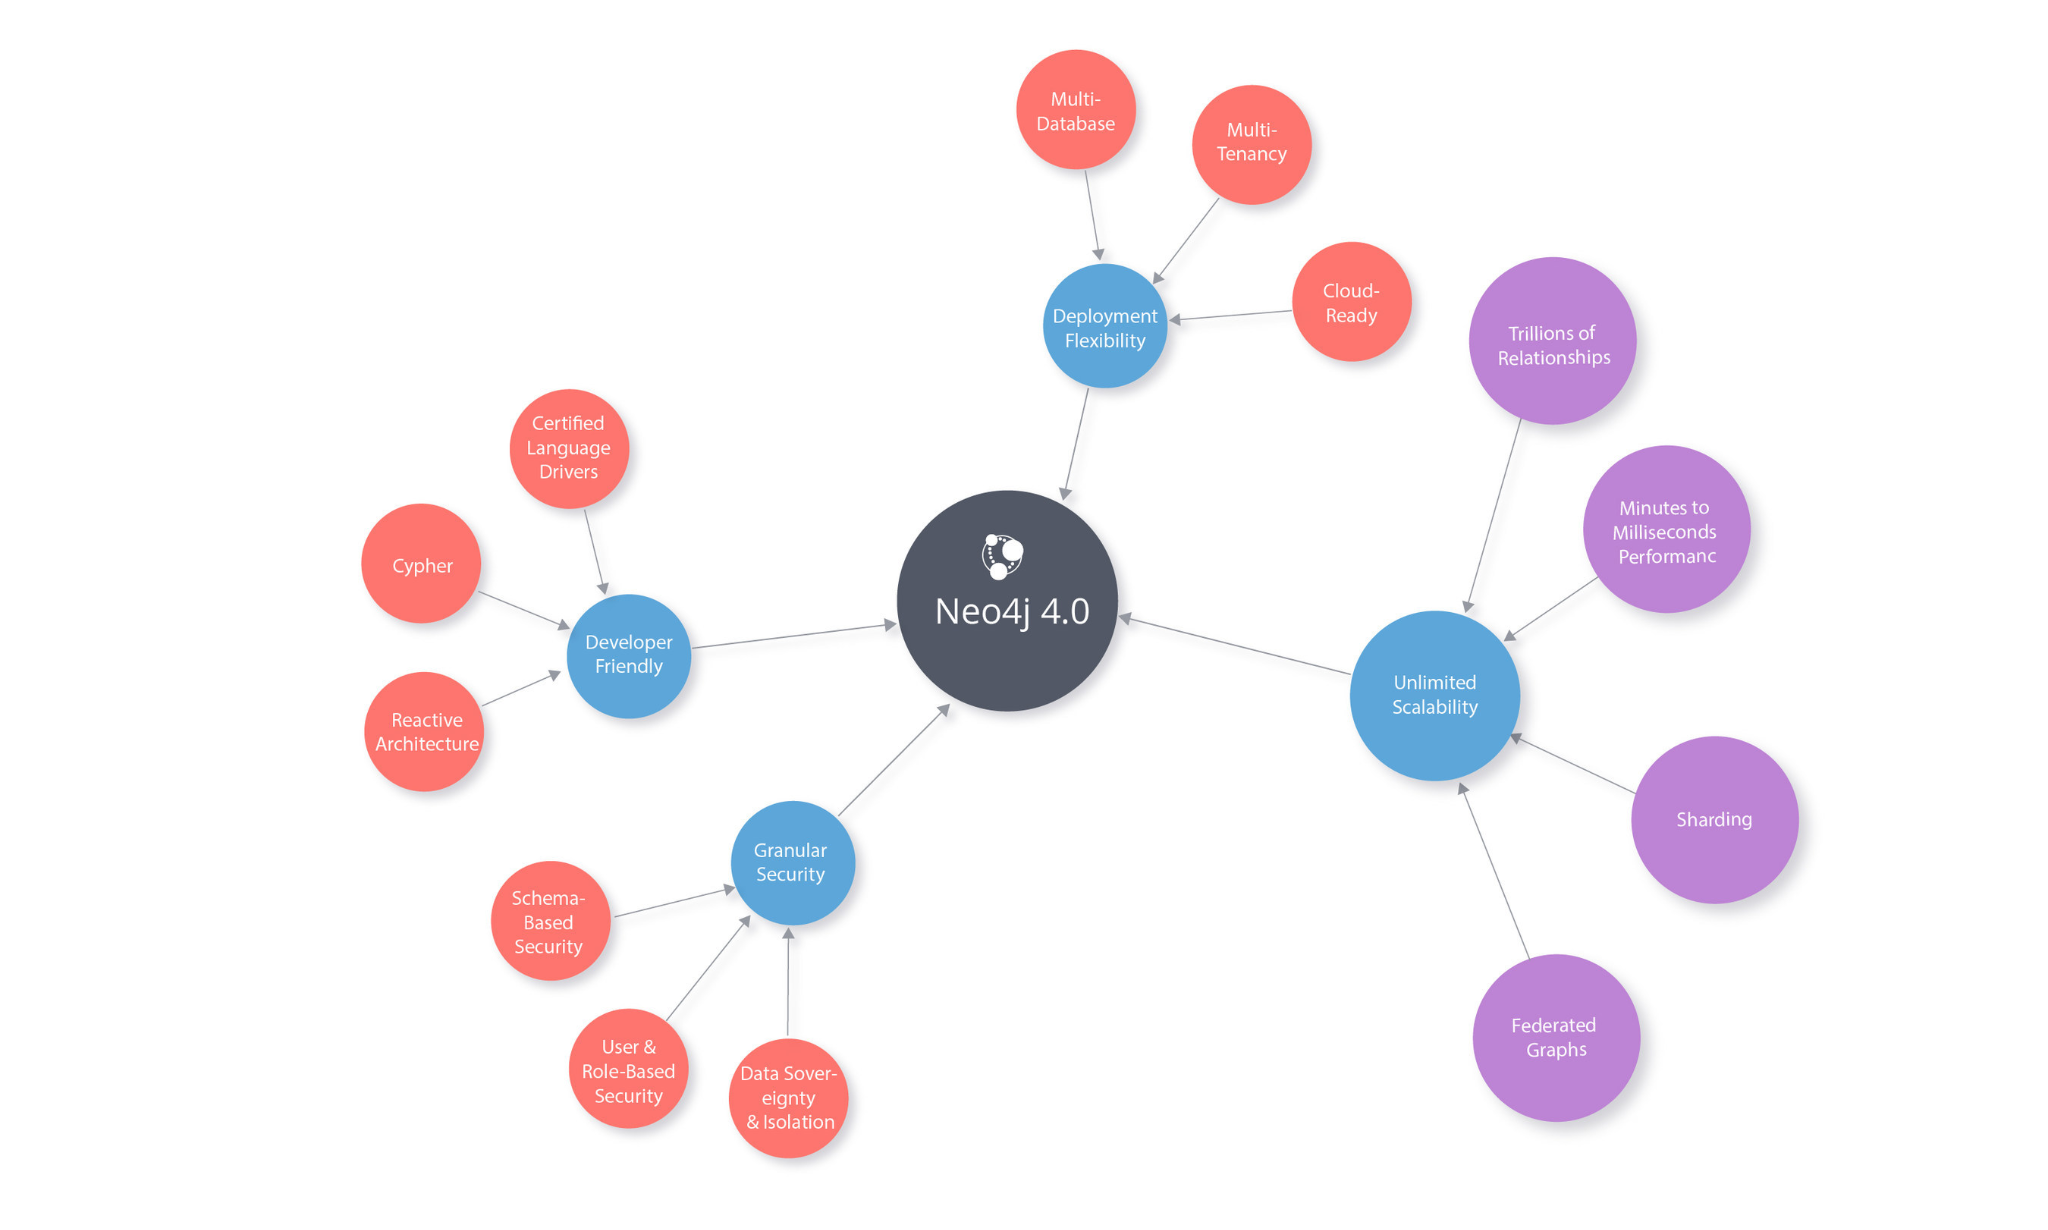 Multi-
Database
Multi-
Tenancy
Cloud-
Ready
Deployment
Flexibility
Trillions of
Relationships
Minutes to
Milliseconds
Performanc
Certified
Language
Drivers
Cypher
Reactive
Architecture
Developer
Friendly
Neo4j 4.0
Unlimited
Scalability
Sharding
Federated
Graphs
Granular
Security
Schema-
Based
Security
User &
Role-Based
Security
Data Sover-
eignty
& Isolation